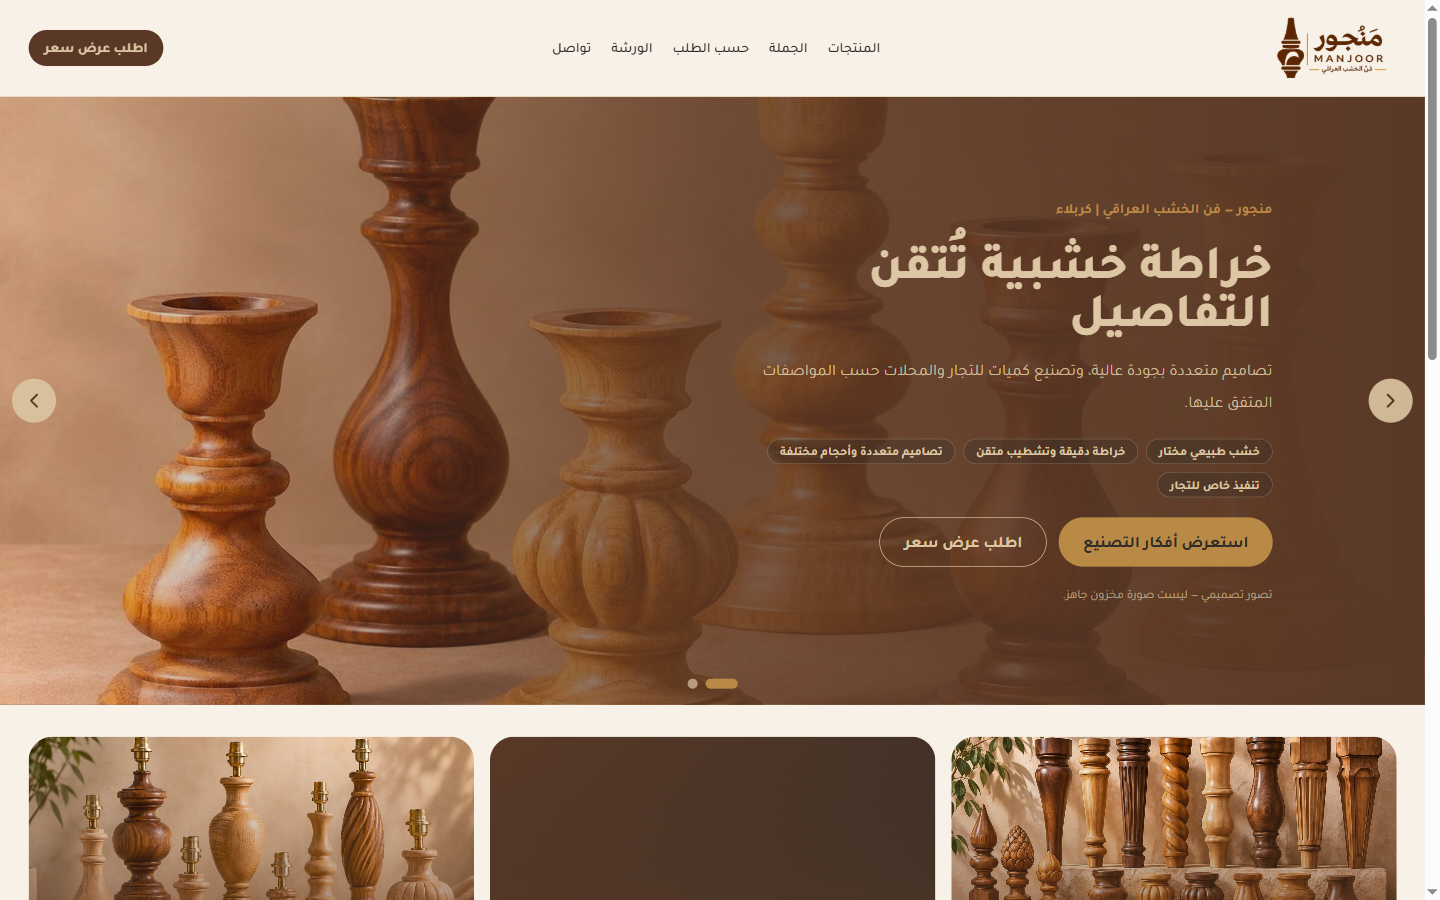 مَنْجور
MANJOOR
فن الخشب العراقي
المنتجات
الجملة
حسب الطلب
الورشة
تواصل
اطلب عرض سعر
منجور – فن الخشب العراقي | كربلاء
خراطة خشبية تُتقن
التفاصيل
تصاميم متعددة بجودة عالية، وتصنيع كميات للتجار والمحلات حسب المواصفات
المتفق عليها.
خشب طبيعي مختار
خراطة دقيقة وتشطيب متقن
تصاميم متعددة وأحجام مختلفة
تنفيذ خاص للتجار
استعرض أفكار التصنيع
اطلب عرض سعر
تصور تصميمي – ليست صورة مخزون جاهز.